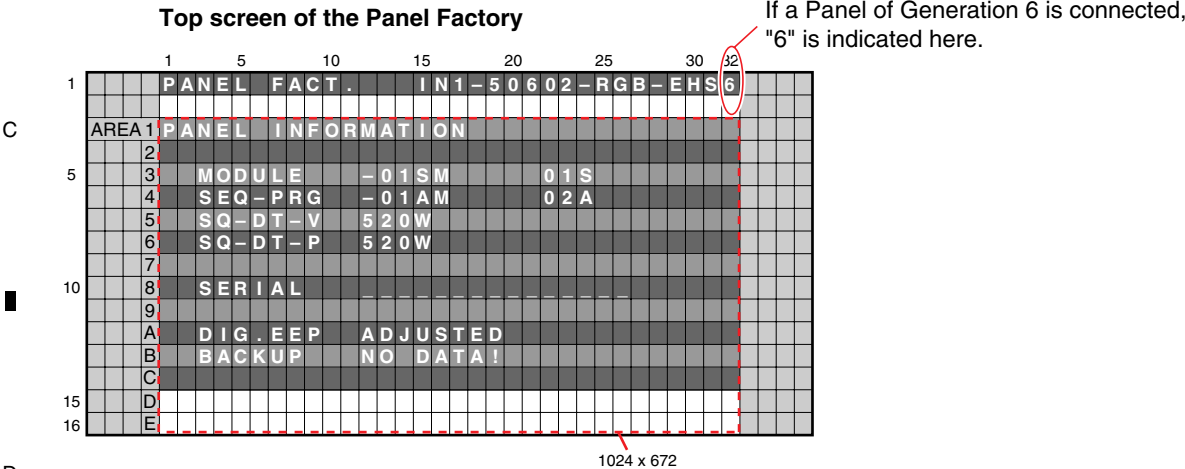 Top screen of the Panel Factory
If a Panel of Generation 6 is connected,
"6" is indicated here.
1 5 10 15 20 25 30 32
1 PANEL FACT. IN1–50602–RGB–EHS6
C
AREA 1 PANEL INFORMATION
2
5 3 MODULE –01SM 01S
4 SEQ–PRG –01AM 02A
5 SQ–DT–V 520W
6 SQ–DT–P 520W
7
10 8 SERIAL _ _ _ _ _ _ _ _ _ _ _ _ _ _ _
9
A DIG.EEP ADJUSTED
B BACKUP NO DATA!
C
15 D
16 E
1024 x 672